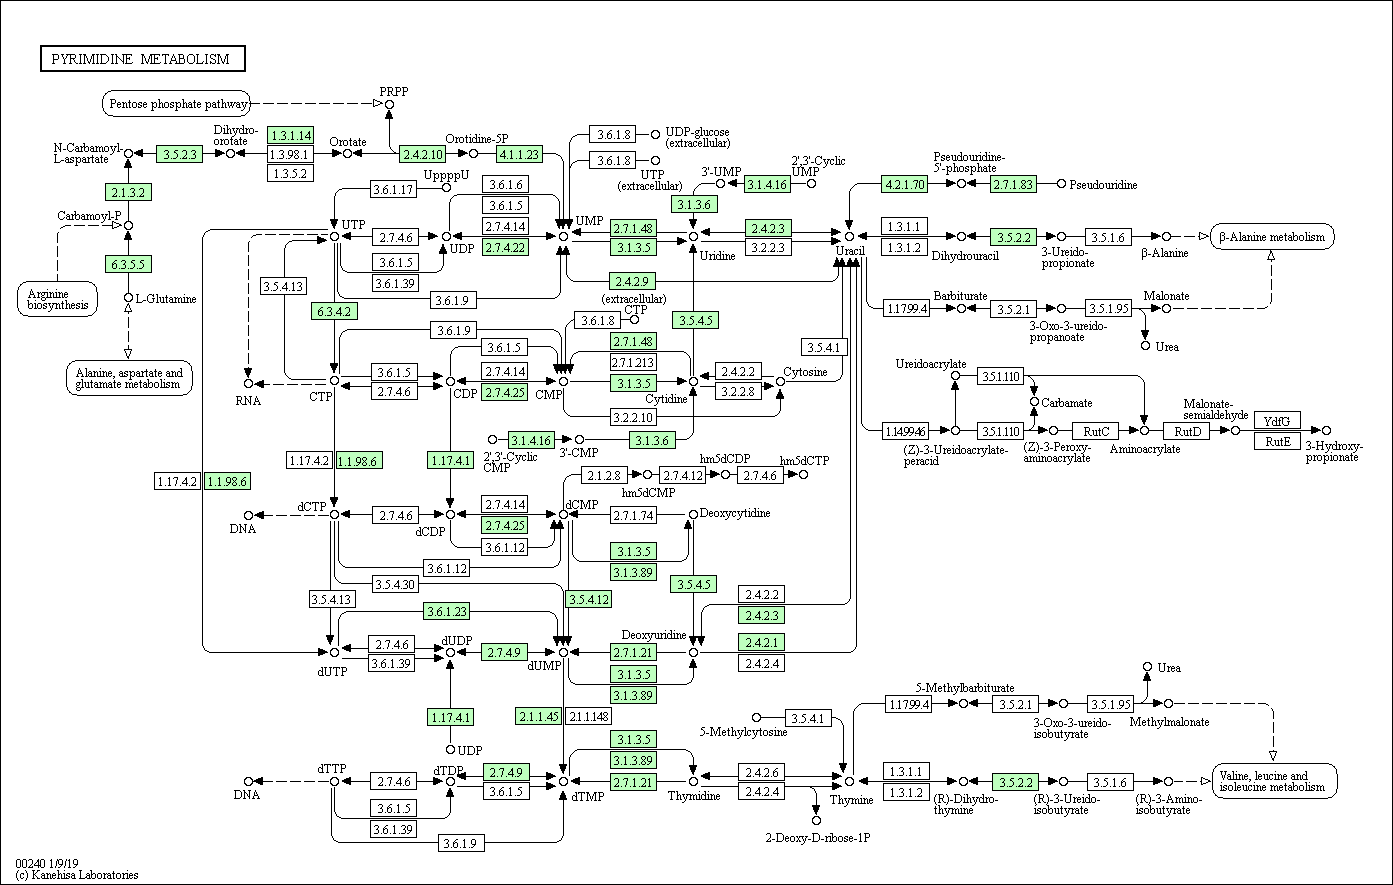 PYRIMIDINE METABOLISM
Pentose phosphate pathway
PRPP
N-Carbamoyl-
L-aspartate
3.5.2.3
Dihydro-
orotate
1.3.1.14
1.3.98.1
1.3.5.2
Orotate
2.4.2.10
Orotidine-5P
4.1.1.23
3.6.1.8
UDP-glucose
(extracellular)
3.6.1.8
UTP
(extracellular)
3'-UMP
3.1.4.16
2',3'-Cyclic
UMP
3.1.3.6
Pseudouridine-
5'-phosphate
4.2.1.70
2.7.1.83
Pseudouridine
2.1.3.2
Carbamoyl-P
6.3.5.5
L-Glutamine
Arginine
biosynthesis
Alanine, aspartate and
glutamate metabolism
UppppU
3.6.1.17
3.6.1.6
3.6.1.5
2.7.4.14
2.7.4.22
UTP
2.7.4.6
UDP
3.6.1.5
3.6.1.39
3.6.1.9
UMP
2.7.1.48
3.1.3.5
Uridine
2.4.2.3
3.2.2.3
Uracil
2.4.2.9
1.3.1.1
1.3.1.2
Dihydrouracil
3.5.2.2
3-Ureido-
propionate
3.5.1.6
β-Alanine
β-Alanine metabolism
3.5.4.13
6.3.4.2
(extracellular)
CTP
3.6.1.8
3.5.4.5
1.17.99.4
Barbiturate
3.5.2.1
3-Oxo-3-ureido-
propanoate
3.5.1.95
Malonate
Urea
3.6.1.9
3.6.1.5
2.7.1.48
2.7.1.213
3.1.3.5
3.5.4.1
RNA
CTP
3.6.1.5
2.7.4.6
CDP
2.7.4.14
2.7.4.25
CMP
Cytidine
2.4.2.2
3.2.2.8
Cytosine
3.2.2.10
Ureidoacrylate
3.5.1.110
Carbamate
1.14.99.46
(Z)-3-Ureidoacrylate-
peracid
3.5.1.110
(Z)-3-Peroxy-
aminoacrylate
RutC
Aminoacrylate
RutD
Malonate-
semialdehyde
YdfG
RutE
3-Hydroxy-
propionate
2',3'-Cyclic
CMP
3.1.4.16
3'-CMP
3.1.3.6
1.17.4.2
1.1.98.6
1.17.4.2
1.1.98.6
1.17.4.1
2.1.2.8
hm5dCMP
2.7.4.12
hm5dCDP
2.7.4.6
hm5dCTP
DNA
dCTP
2.7.4.6
dCDP
2.7.4.14
2.7.4.25
3.6.1.12
dCMP
2.7.1.74
Deoxycytidine
3.1.3.5
3.1.3.89
3.6.1.12
3.5.4.30
3.5.4.13
3.5.4.12
3.5.4.5
3.6.1.23
2.4.2.2
2.4.2.3
2.4.2.1
2.4.2.4
dUTP
2.7.4.6
3.6.1.39
dUDP
2.7.4.9
dUMP
Deoxyuridine
2.7.1.21
3.1.3.5
3.1.3.89
1.17.4.1
UDP
2.1.1.45
2.1.1.148
5-Methylcytosine
3.5.4.1
1.17.99.4
5-Methylbarbiturate
3.5.2.1
3-Oxo-3-ureido-
isobutyrate
3.5.1.95
Urea
Methylmalonate
DNA
dTTP
2.7.4.6
dTDP
2.7.4.9
3.6.1.5
dTMP
3.1.3.5
3.1.3.89
2.7.1.21
Thymidine
2.4.2.6
2.4.2.4
Thymine
2-Deoxy-D-ribose-1P
3.6.1.5
3.6.1.39
3.6.1.9
1.3.1.1
1.3.1.2
(R)-Dihydro-
thymine
3.5.2.2
(R)-3-Ureido-
isobutyrate
3.5.1.6
(R)-3-Amino-
isobutyrate
Valine, leucine and
isoleucine metabolism
00240 1/9/19
(c) Kanehisa Laboratories